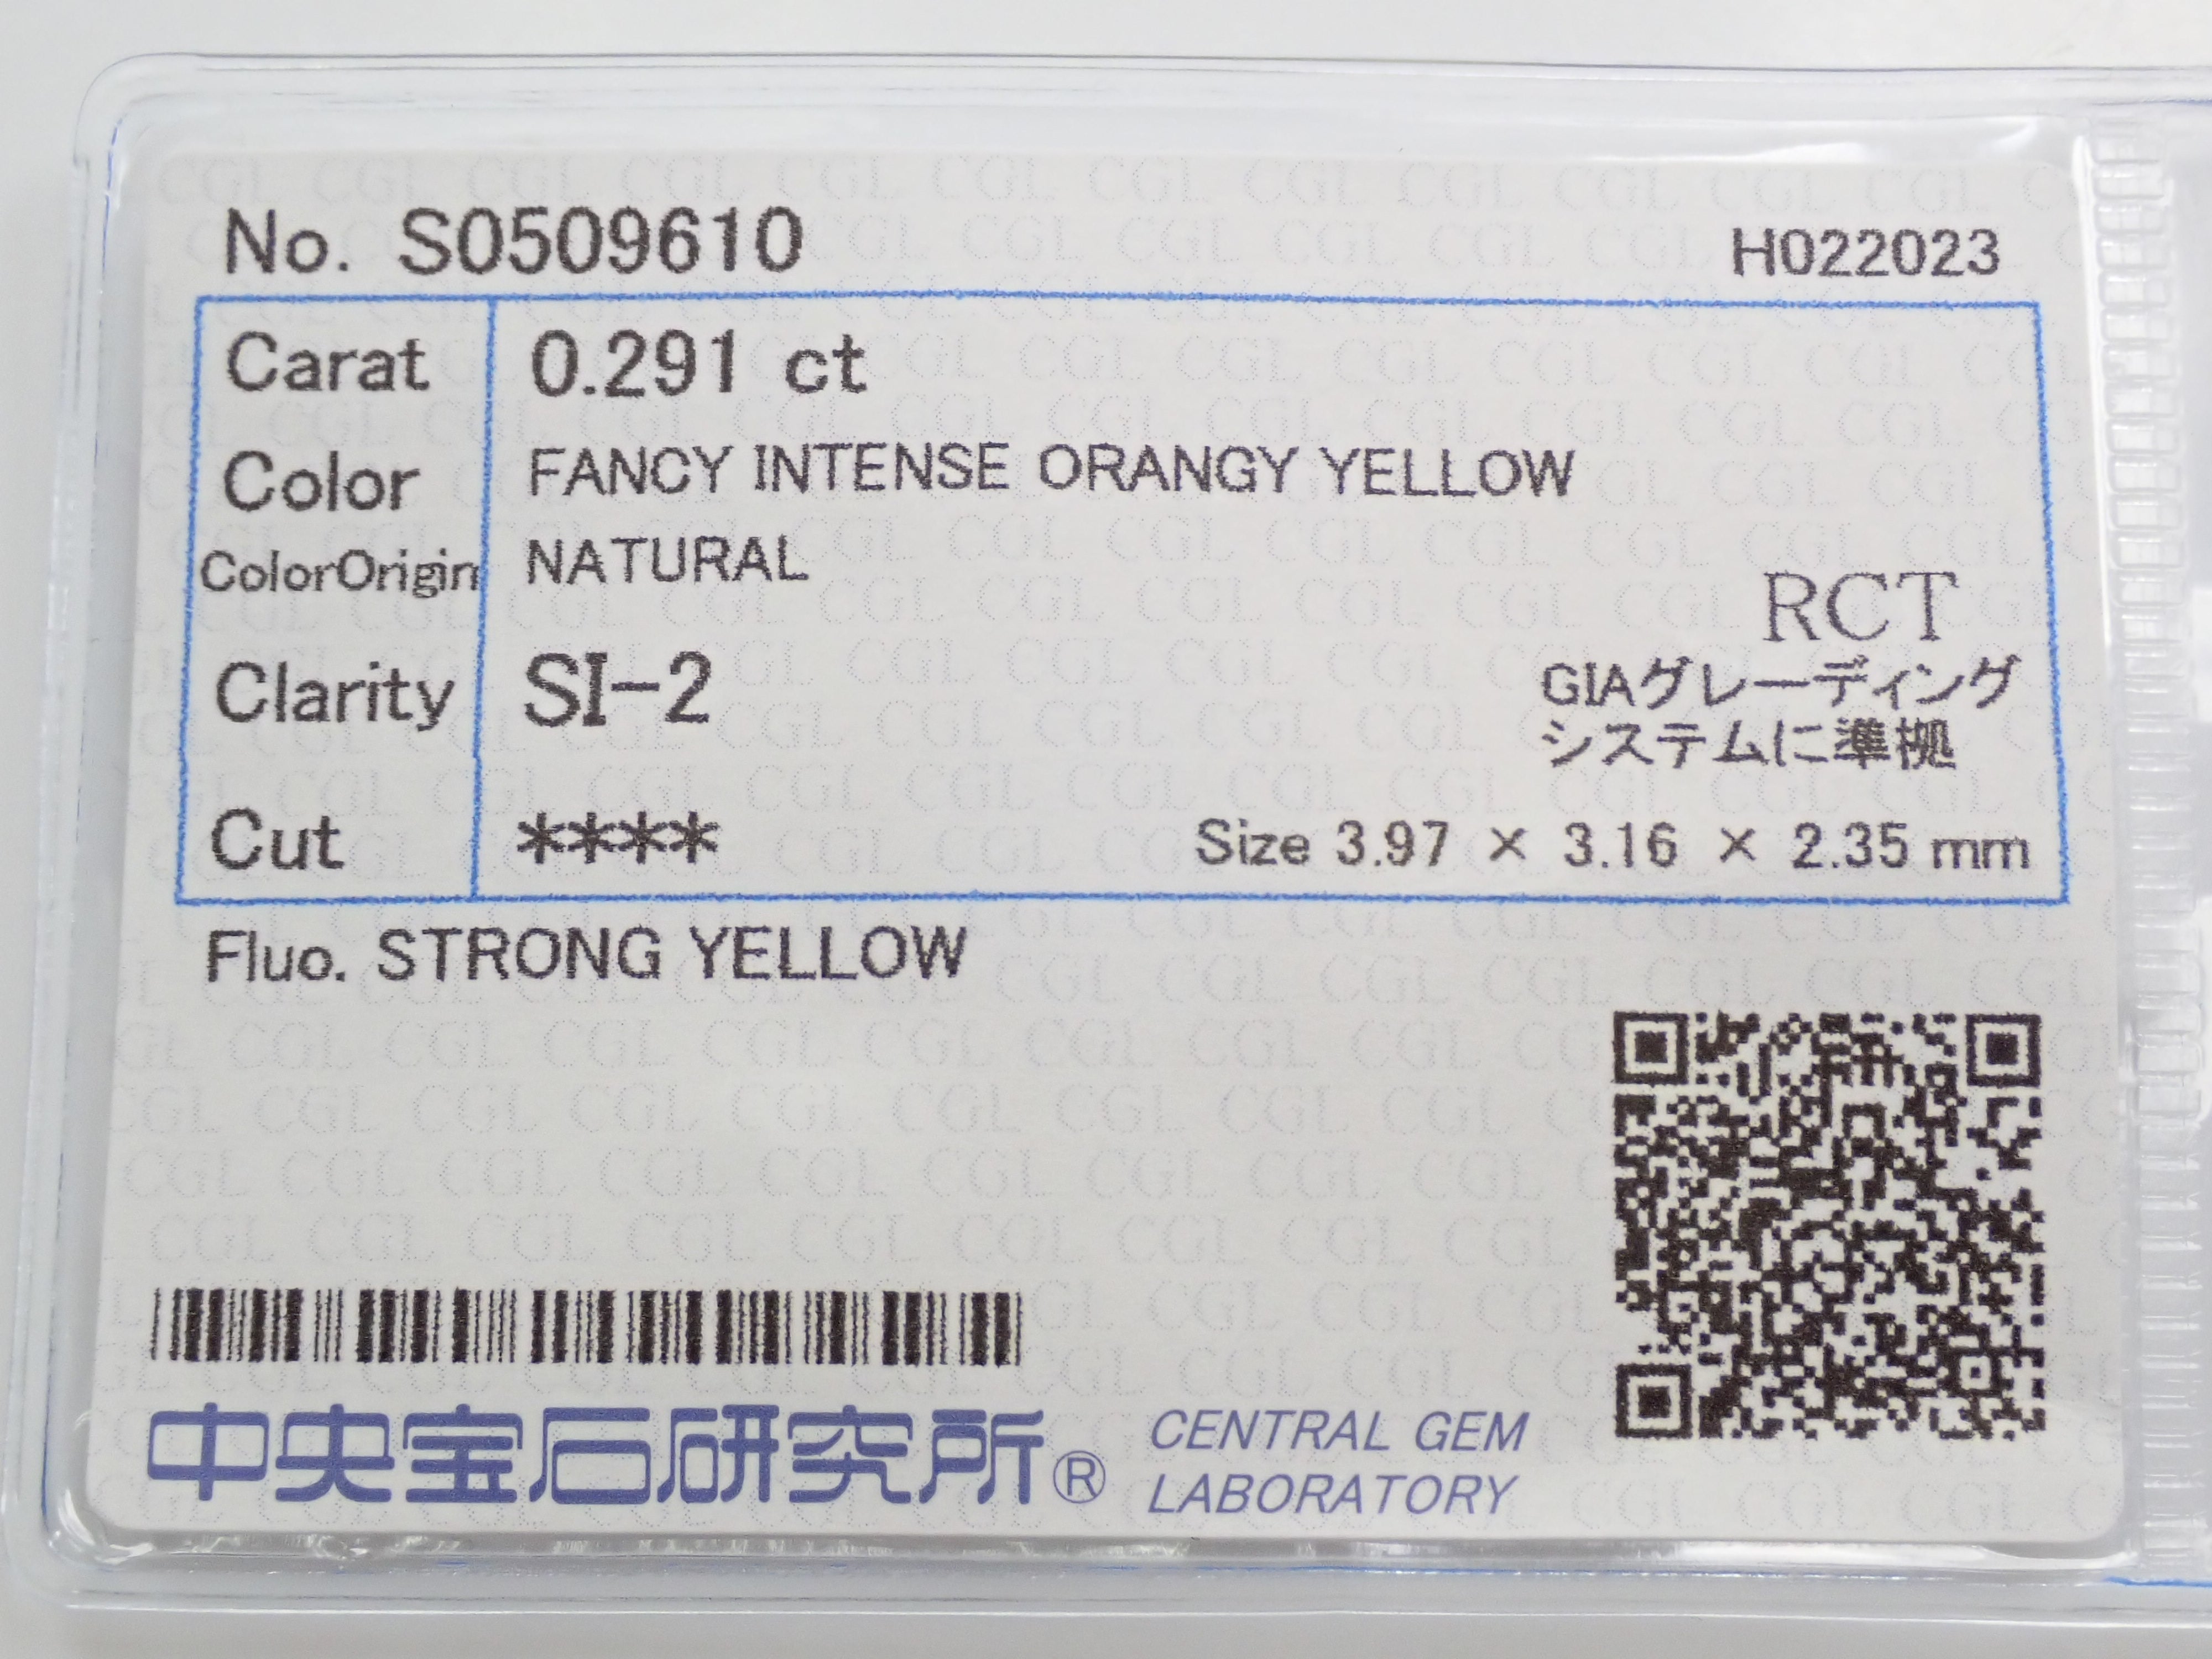 No. S0509610 H022023
Carat 0.291 ct
Color FANCY INTENSE ORANGY YELLOW
ColorOrigin NATURAL
RCT
Clarity SI-2
GIAグレーディング
システムに準拠
Cut **** Size 3.97 × 3.16 × 2.35 mm
Fluo. STRONG YELLOW
中央宝石研究所®
CENTRAL GEM
LABORATORY